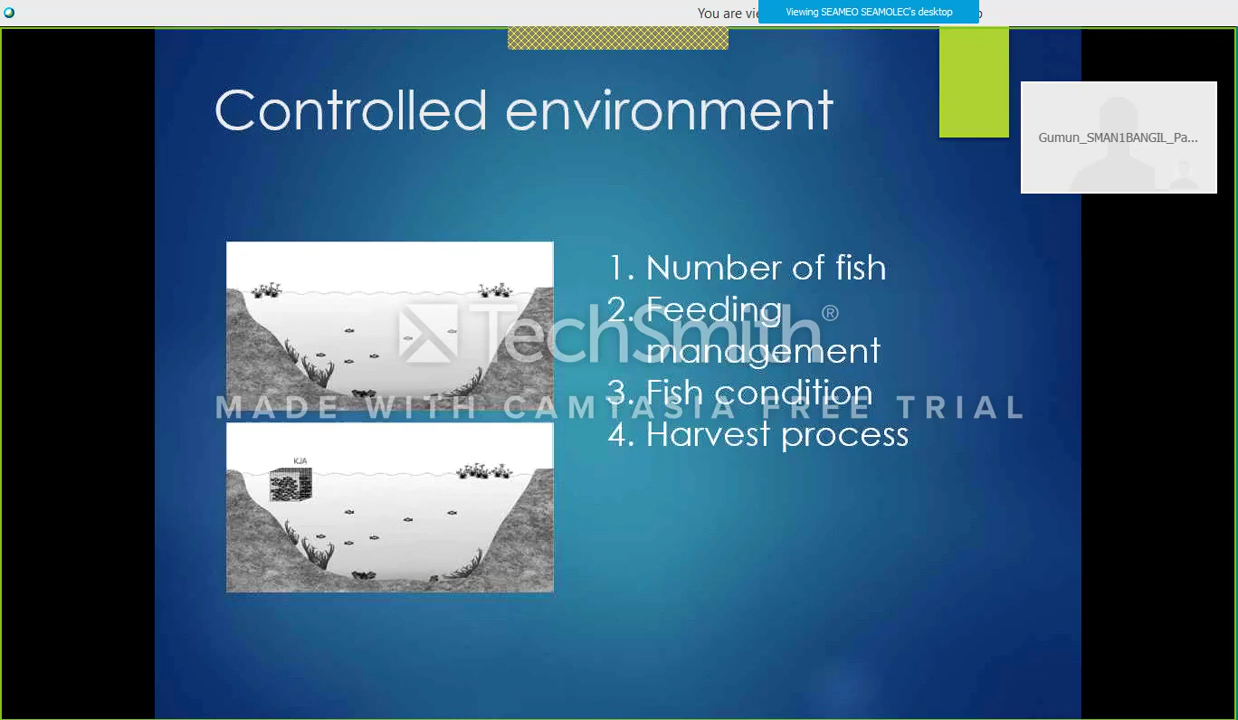 You are vie
Viewing SEAMEO SEAMOLEC's desktop
Controlled environment
Gumun_SMAN1BANGIL_Pa...
1. Number of fish
2. Feeding
management
3. Fish condition
4. Harvest process
TechSmith®
MADE WITH CAMTASIA FREE TRIAL
KJA